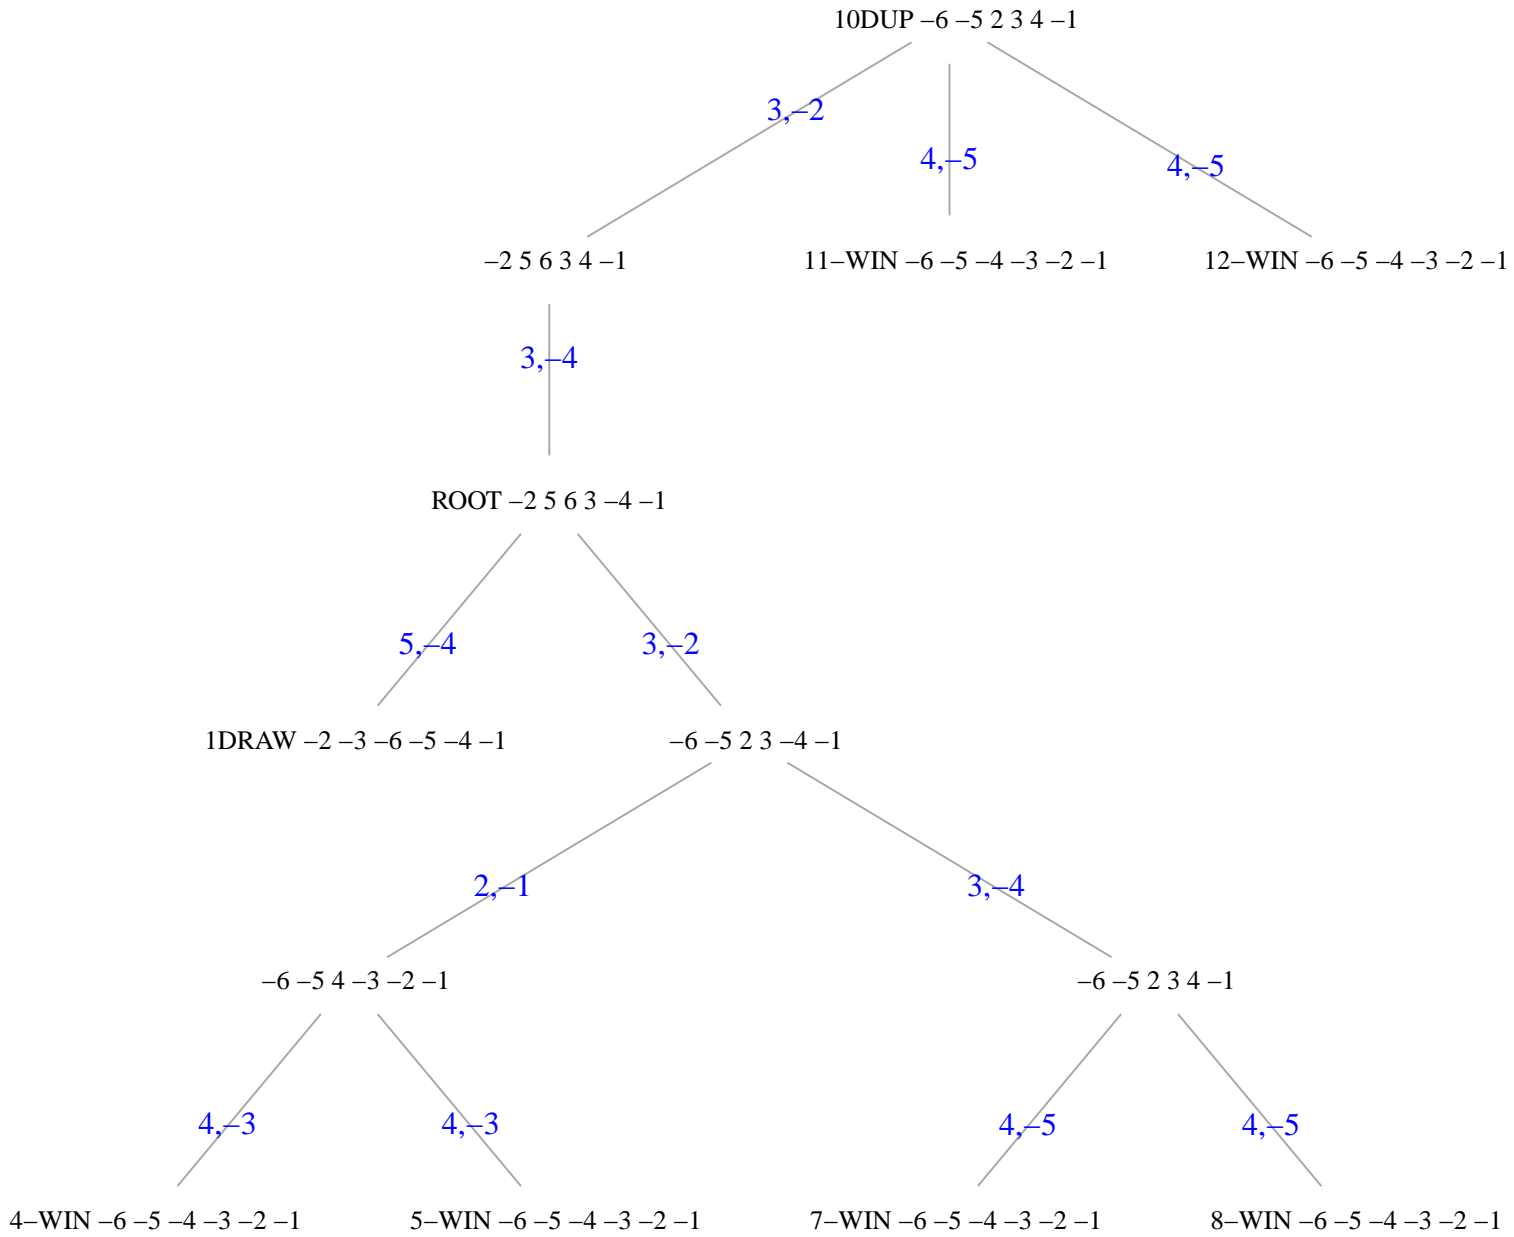 10DUP –6 –5 2 3 4 –1
3,–2
4,–5
4,–5
–2 5 6 3 4 –1
11–WIN –6 –5 –4 –3 –2 –1
12–WIN –6 –5 –4 –3 –2 –1
3,–4
ROOT –2 5 6 3 –4 –1
5,–4
3,–2
1DRAW –2 –3 –6 –5 –4 –1
–6 –5 2 3 –4 –1
2,–1
3,–4
–6 –5 4 –3 –2 –1
–6 –5 2 3 4 –1
4,–3
4,–3
4,–5
4,–5
4–WIN –6 –5 –4 –3 –2 –1
5–WIN –6 –5 –4 –3 –2 –1
7–WIN –6 –5 –4 –3 –2 –1
8–WIN –6 –5 –4 –3 –2 –1